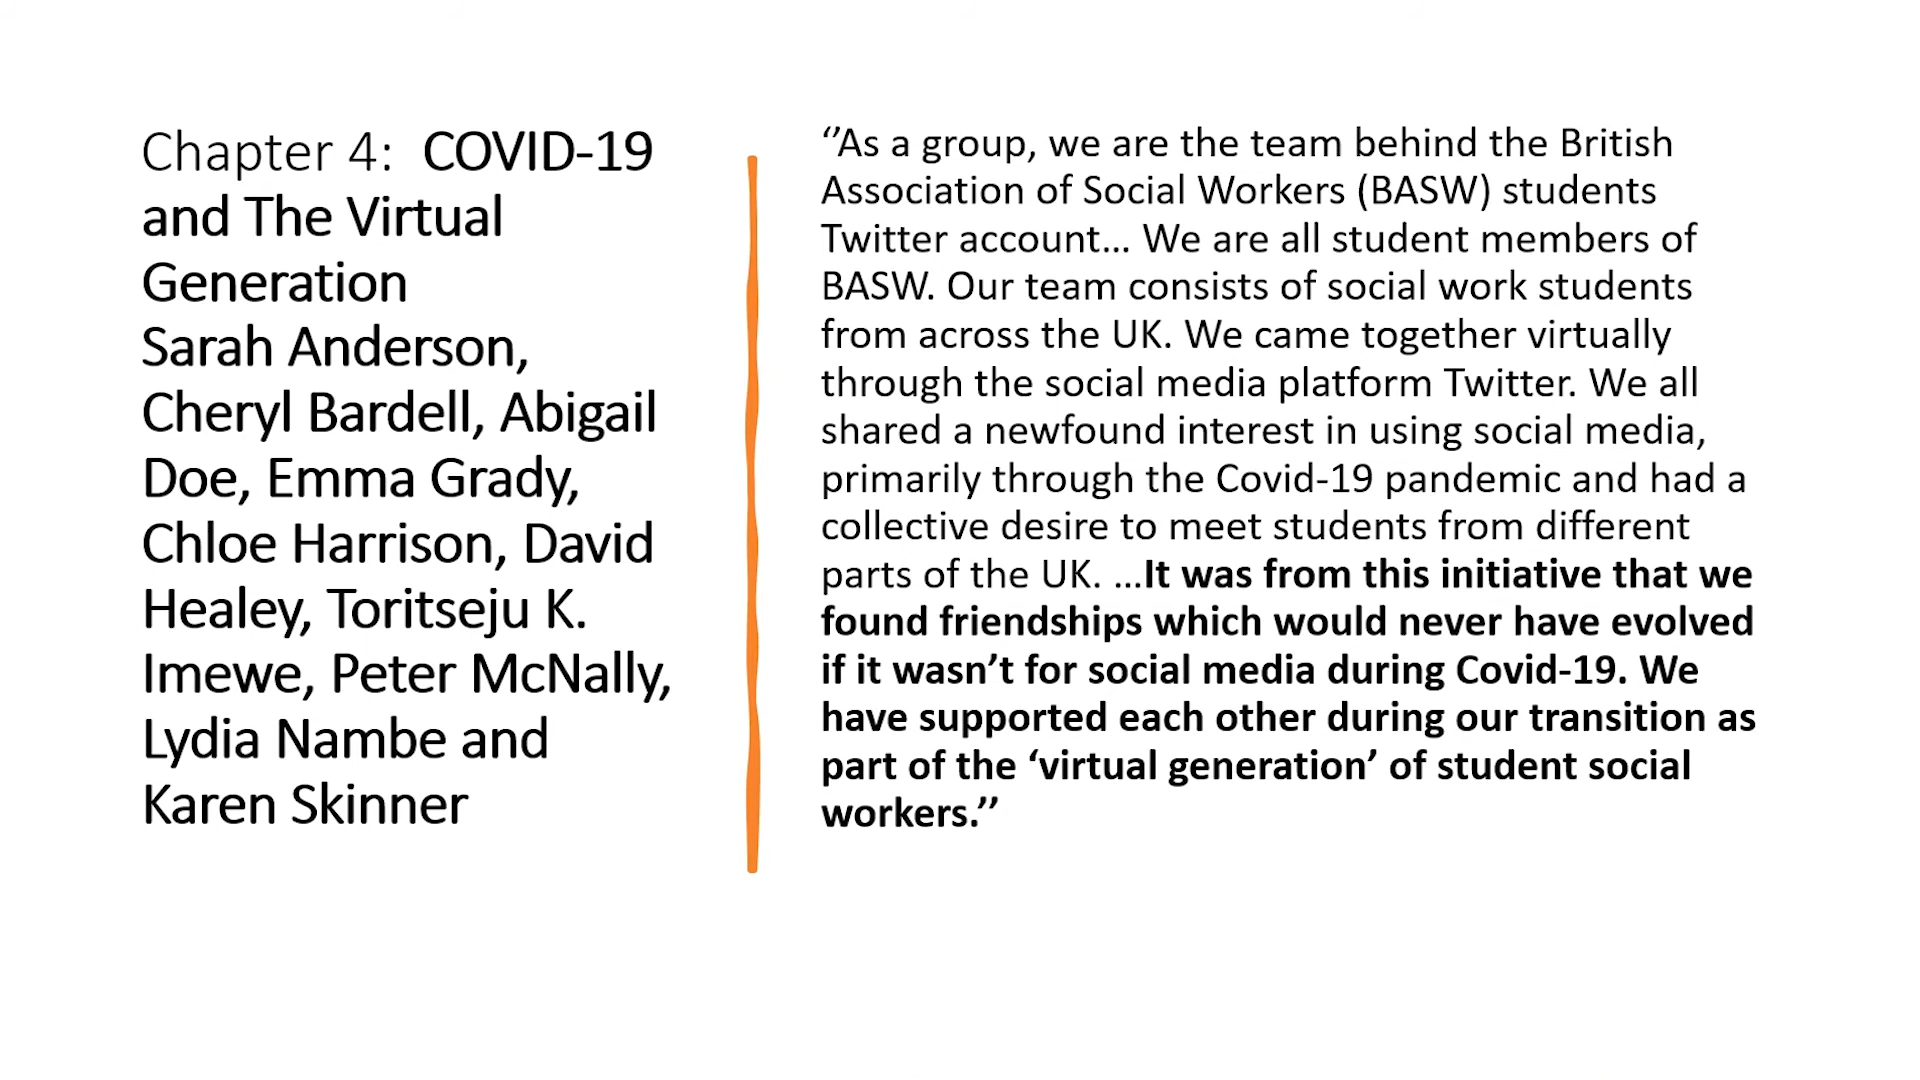 Chapter 4:  COVID-19
and The Virtual
Generation
Sarah Anderson,
Cheryl Bardell, Abigail
Doe, Emma Grady,
Chloe Harrison, David
Healey, Toritseju K.
Imewe, Peter McNally,
Lydia Nambe and
Karen Skinner
‘’As a group, we are the team behind the British
Association of Social Workers (BASW) students
Twitter account… We are all student members of
BASW. Our team consists of social work students
from across the UK. We came together virtually
through the social media platform Twitter. We all
shared a newfound interest in using social media,
primarily through the Covid-19 pandemic and had a
collective desire to meet students from different
parts of the UK. …It was from this initiative that we
found friendships which would never have evolved
if it wasn’t for social media during Covid-19. We
have supported each other during our transition as
part of the ‘virtual generation’ of student social
workers.’’